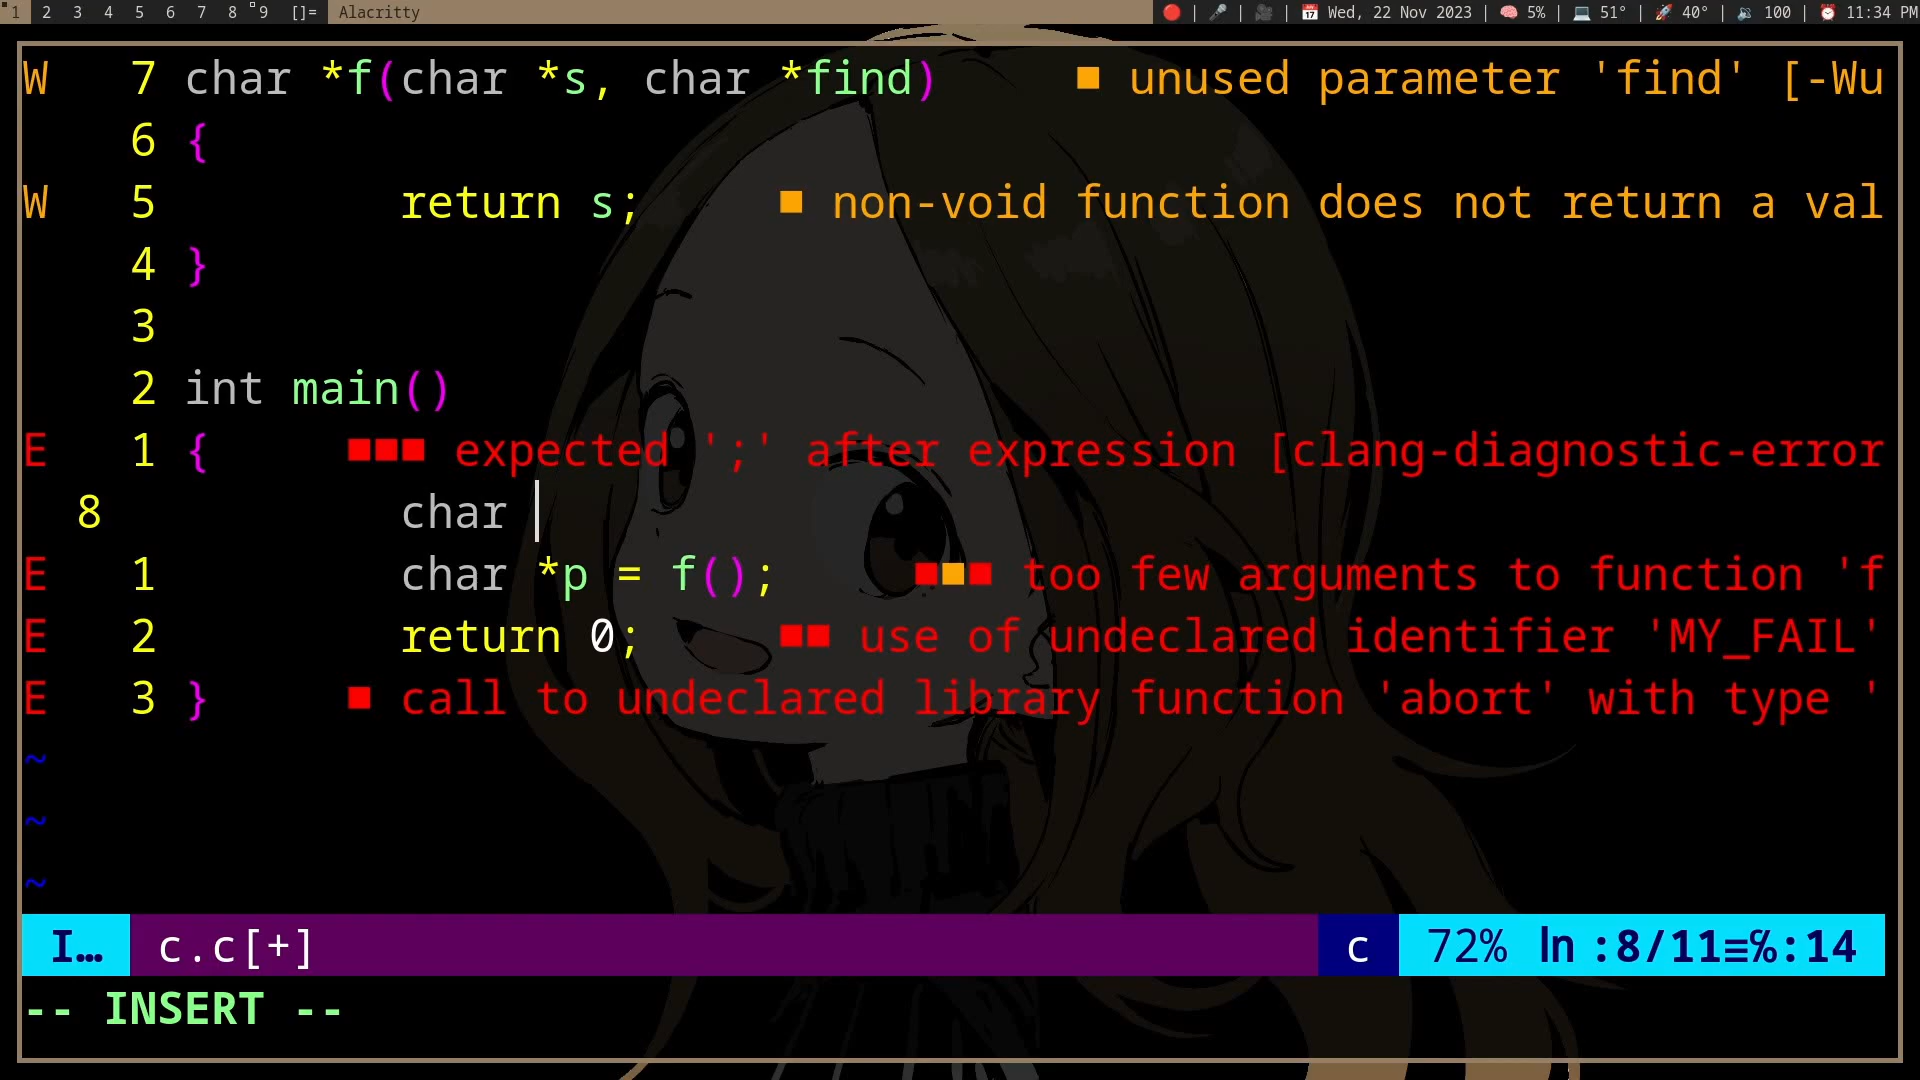 1 2 3 4 5 6 7 8 9 []= Alacritty | | | Wed, 22 Nov 2023 | 5% | 51° | 40° | 100 | 11:34 PM
W 7 char *f(char *s, char *find) ■ unused parameter 'find' [-Wu
6 {
W 5 return s; ■ non-void function does not return a val
4 }
3
2 int main()
E 1 { ■■■ expected ';' after expression [clang-diagnostic-error
8 char
E 1 char *p = f(); ■■■ too few arguments to function 'f
E 2 return 0; ■■ use of undeclared identifier 'MY_FAIL'
E 3 } ■ call to undeclared library function 'abort' with type '
~
~
~
I… c.c[+] c 72% ln :8/11≡℅:14
-- INSERT --